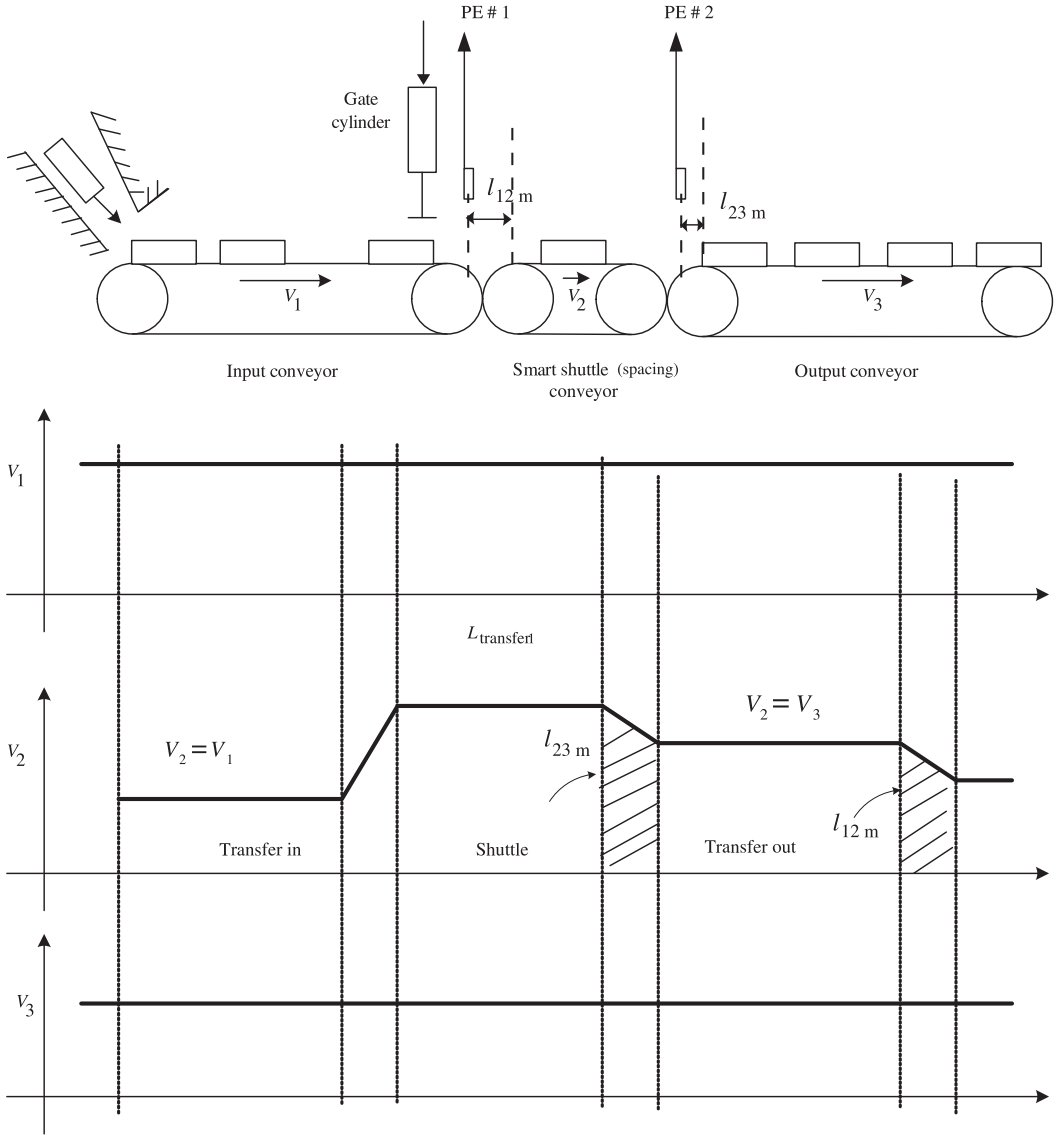 PE # 1
PE # 2
Gate
cylinder
l12 m
l23 m
V1
V2
V3
Input conveyor
Smart shuttle (spacing)
conveyor
Output conveyor
V1
Ltransfer
V2
V2 = V1
V2 = V3
l23 m
l12 m
Transfer in
Shuttle
Transfer out
V3